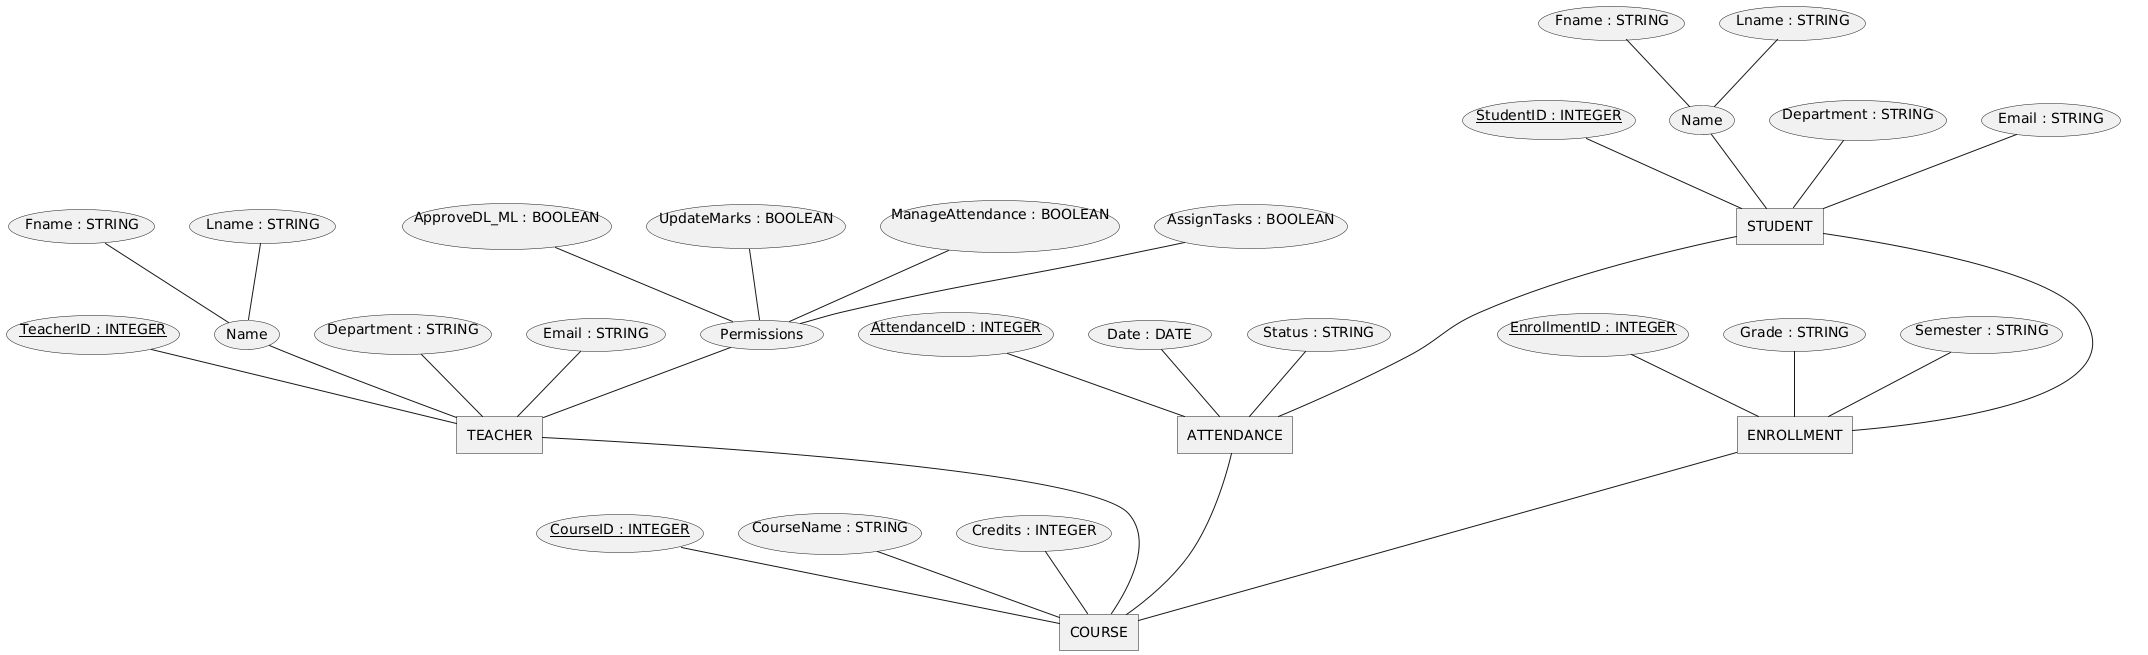 Fname : STRING
Lname : STRING
StudentID : INTEGER
Name
Department : STRING
Email : STRING
Fname : STRING
Lname : STRING
ApproveDL_ML : BOOLEAN
UpdateMarks : BOOLEAN
ManageAttendance : BOOLEAN
AssignTasks : BOOLEAN
STUDENT
TeacherID : INTEGER
Name
Department : STRING
Email : STRING
Permissions
AttendanceID : INTEGER
Date : DATE
Status : STRING
EnrollmentID : INTEGER
Grade : STRING
Semester : STRING
TEACHER
ATTENDANCE
ENROLLMENT
CourseID : INTEGER
CourseName : STRING
Credits : INTEGER
COURSE